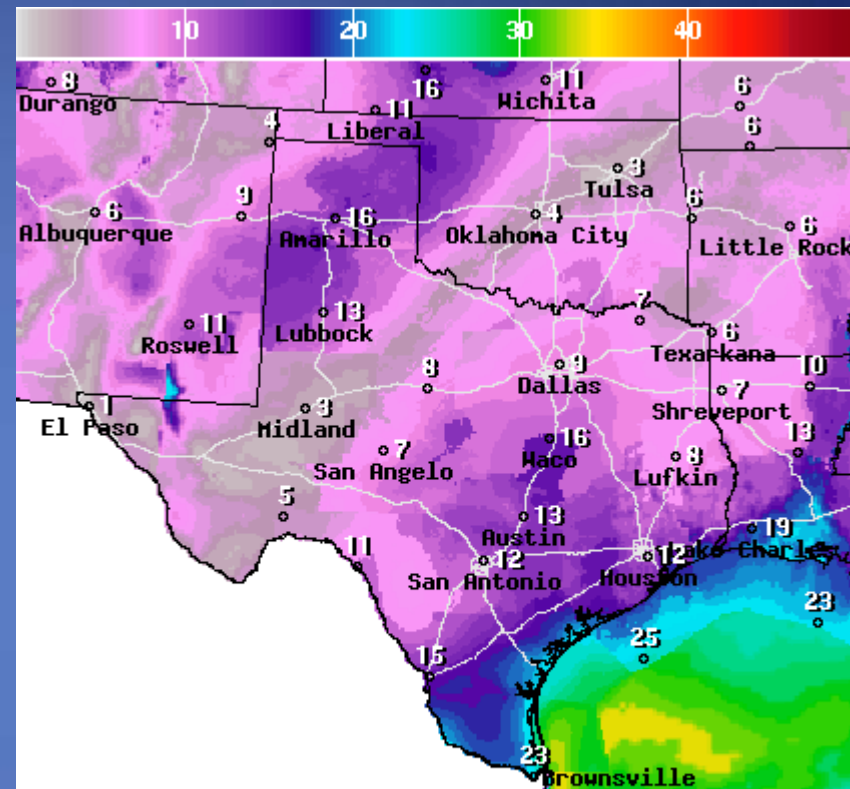 10 20 30 40
8
16
11
Wichita
Durango
11
6
Liberal
4
6
3
Tulsa
6
Albuquerque
9
16
Amarillo
4
Oklahoma City
6
6
Little Rock
11
Roswell
13
Lubbock
7
6
Texarkana
9
Dallas
7
Shreveport
10
1
El Paso
3
Midland
7
San Angelo
16
Waco
8
Lufkin
13
5
13
Austin
19
Lake Charles
11
12
San Antonio
12
Houston
23
25
15
23
Brownsville